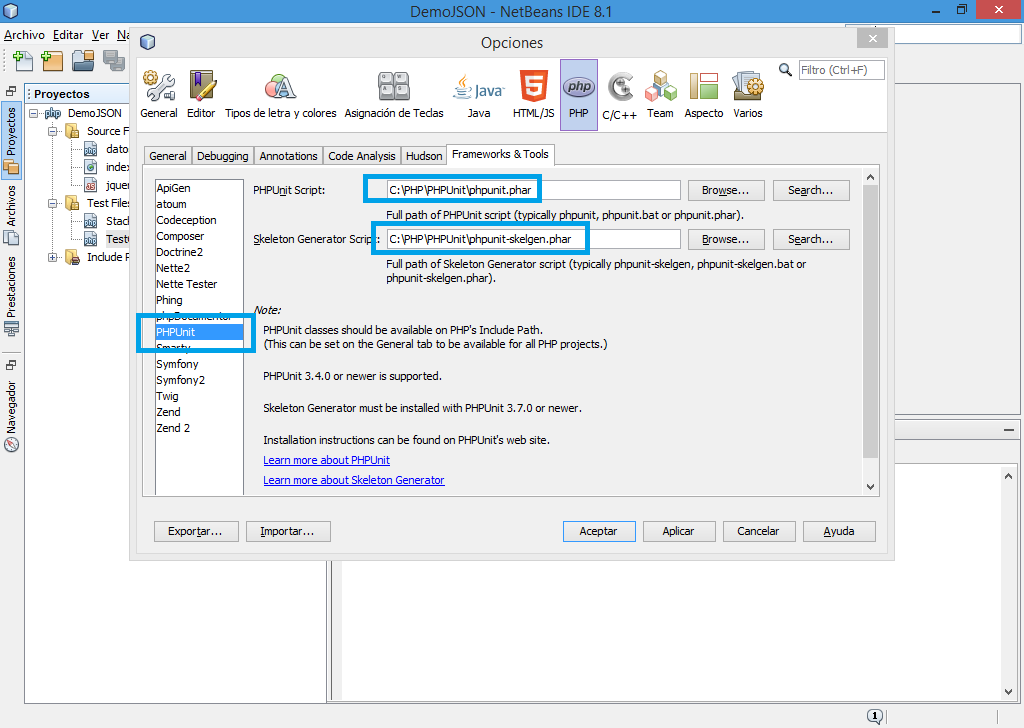 DemoJSON - NetBeans IDE 8.1
Archivo Editar Ver Na
Opciones
Filtro (Ctrl+F)
General Editor Tipos de letra y colores Asignación de Teclas Java HTML/JS PHP C/C++ Team Aspecto Varios
Proyectos
Proyectos
Archivos
Prestaciones
Navegador
DemoJSON
Source F
dato
index
jquer
Test Files
Stack
Test
Include P
General Debugging Annotations Code Analysis Hudson Frameworks & Tools
ApiGen
atoum
Codeception
Composer
Doctrine2
Nette2
Nette Tester
Phing
phpDocumentor
PHPUnit
Smarty
Symfony
Symfony2
Twig
Zend
Zend 2
PHPUnit Script: C:\PHP\PHPUnit\phpunit.phar Browse... Search...
Full path of PHPUnit script (typically phpunit, phpunit.bat or phpunit.phar).
Skeleton Generator Script: C:\PHP\PHPUnit\phpunit-skelgen.phar Browse... Search...
Full path of Skeleton Generator script (typically phpunit-skelgen, phpunit-skelgen.bat or
phpunit-skelgen.phar).
Note:
PHPUnit classes should be available on PHP's Include Path.
(This can be set on the General tab to be available for all PHP projects.)
PHPUnit 3.4.0 or newer is supported.
Skeleton Generator must be installed with PHPUnit 3.7.0 or newer.
Installation instructions can be found on PHPUnit's web site.
Learn more about PHPUnit
Learn more about Skeleton Generator
Exportar... Importar... Aceptar Aplicar Cancelar Ayuda
1